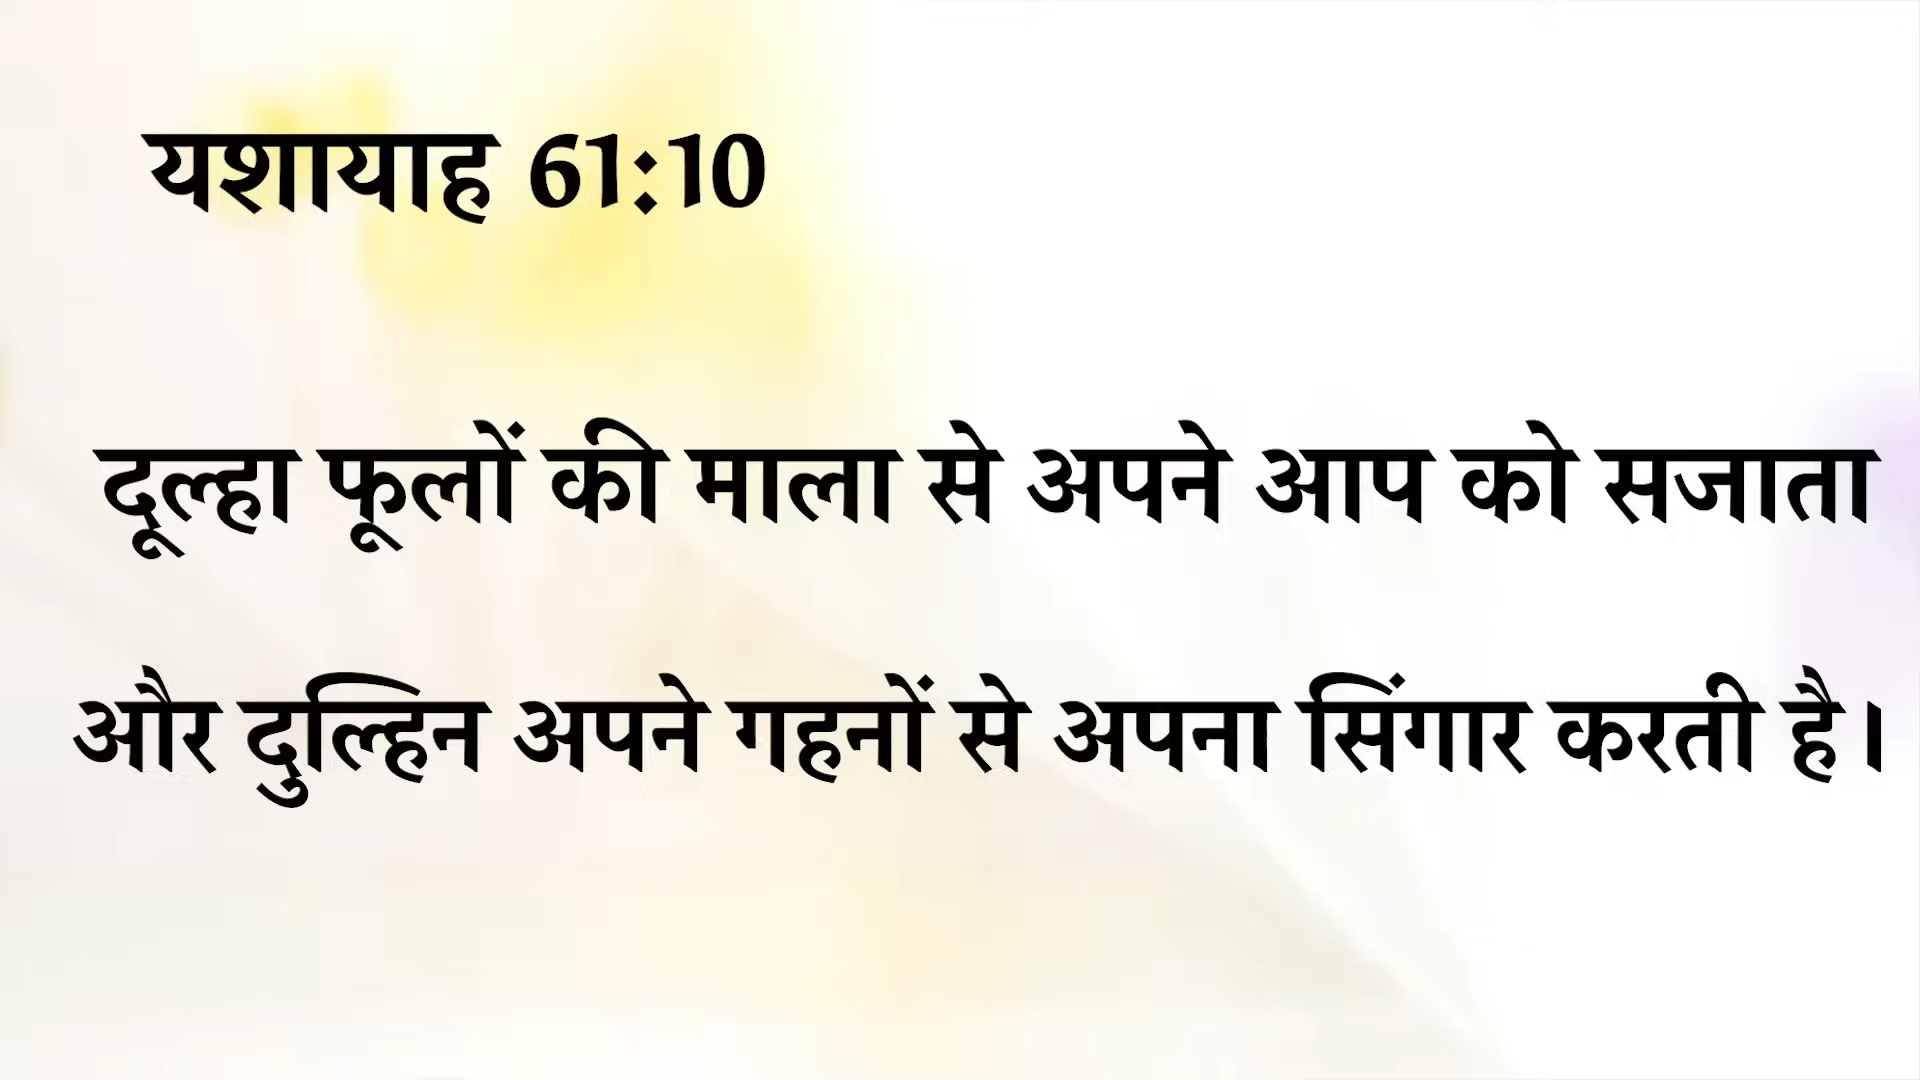 यशायाह 61:10
दूल्हा फूलों की माला से अपने आप को सजाता
और दुल्हिन अपने गहनों से अपना सिंगार करती है।